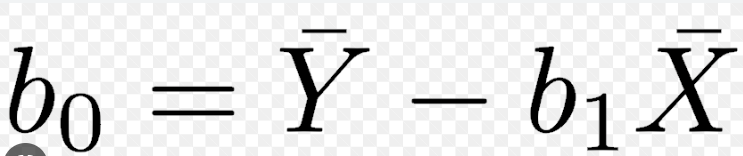 b₀ = Ȳ − b₁X̄